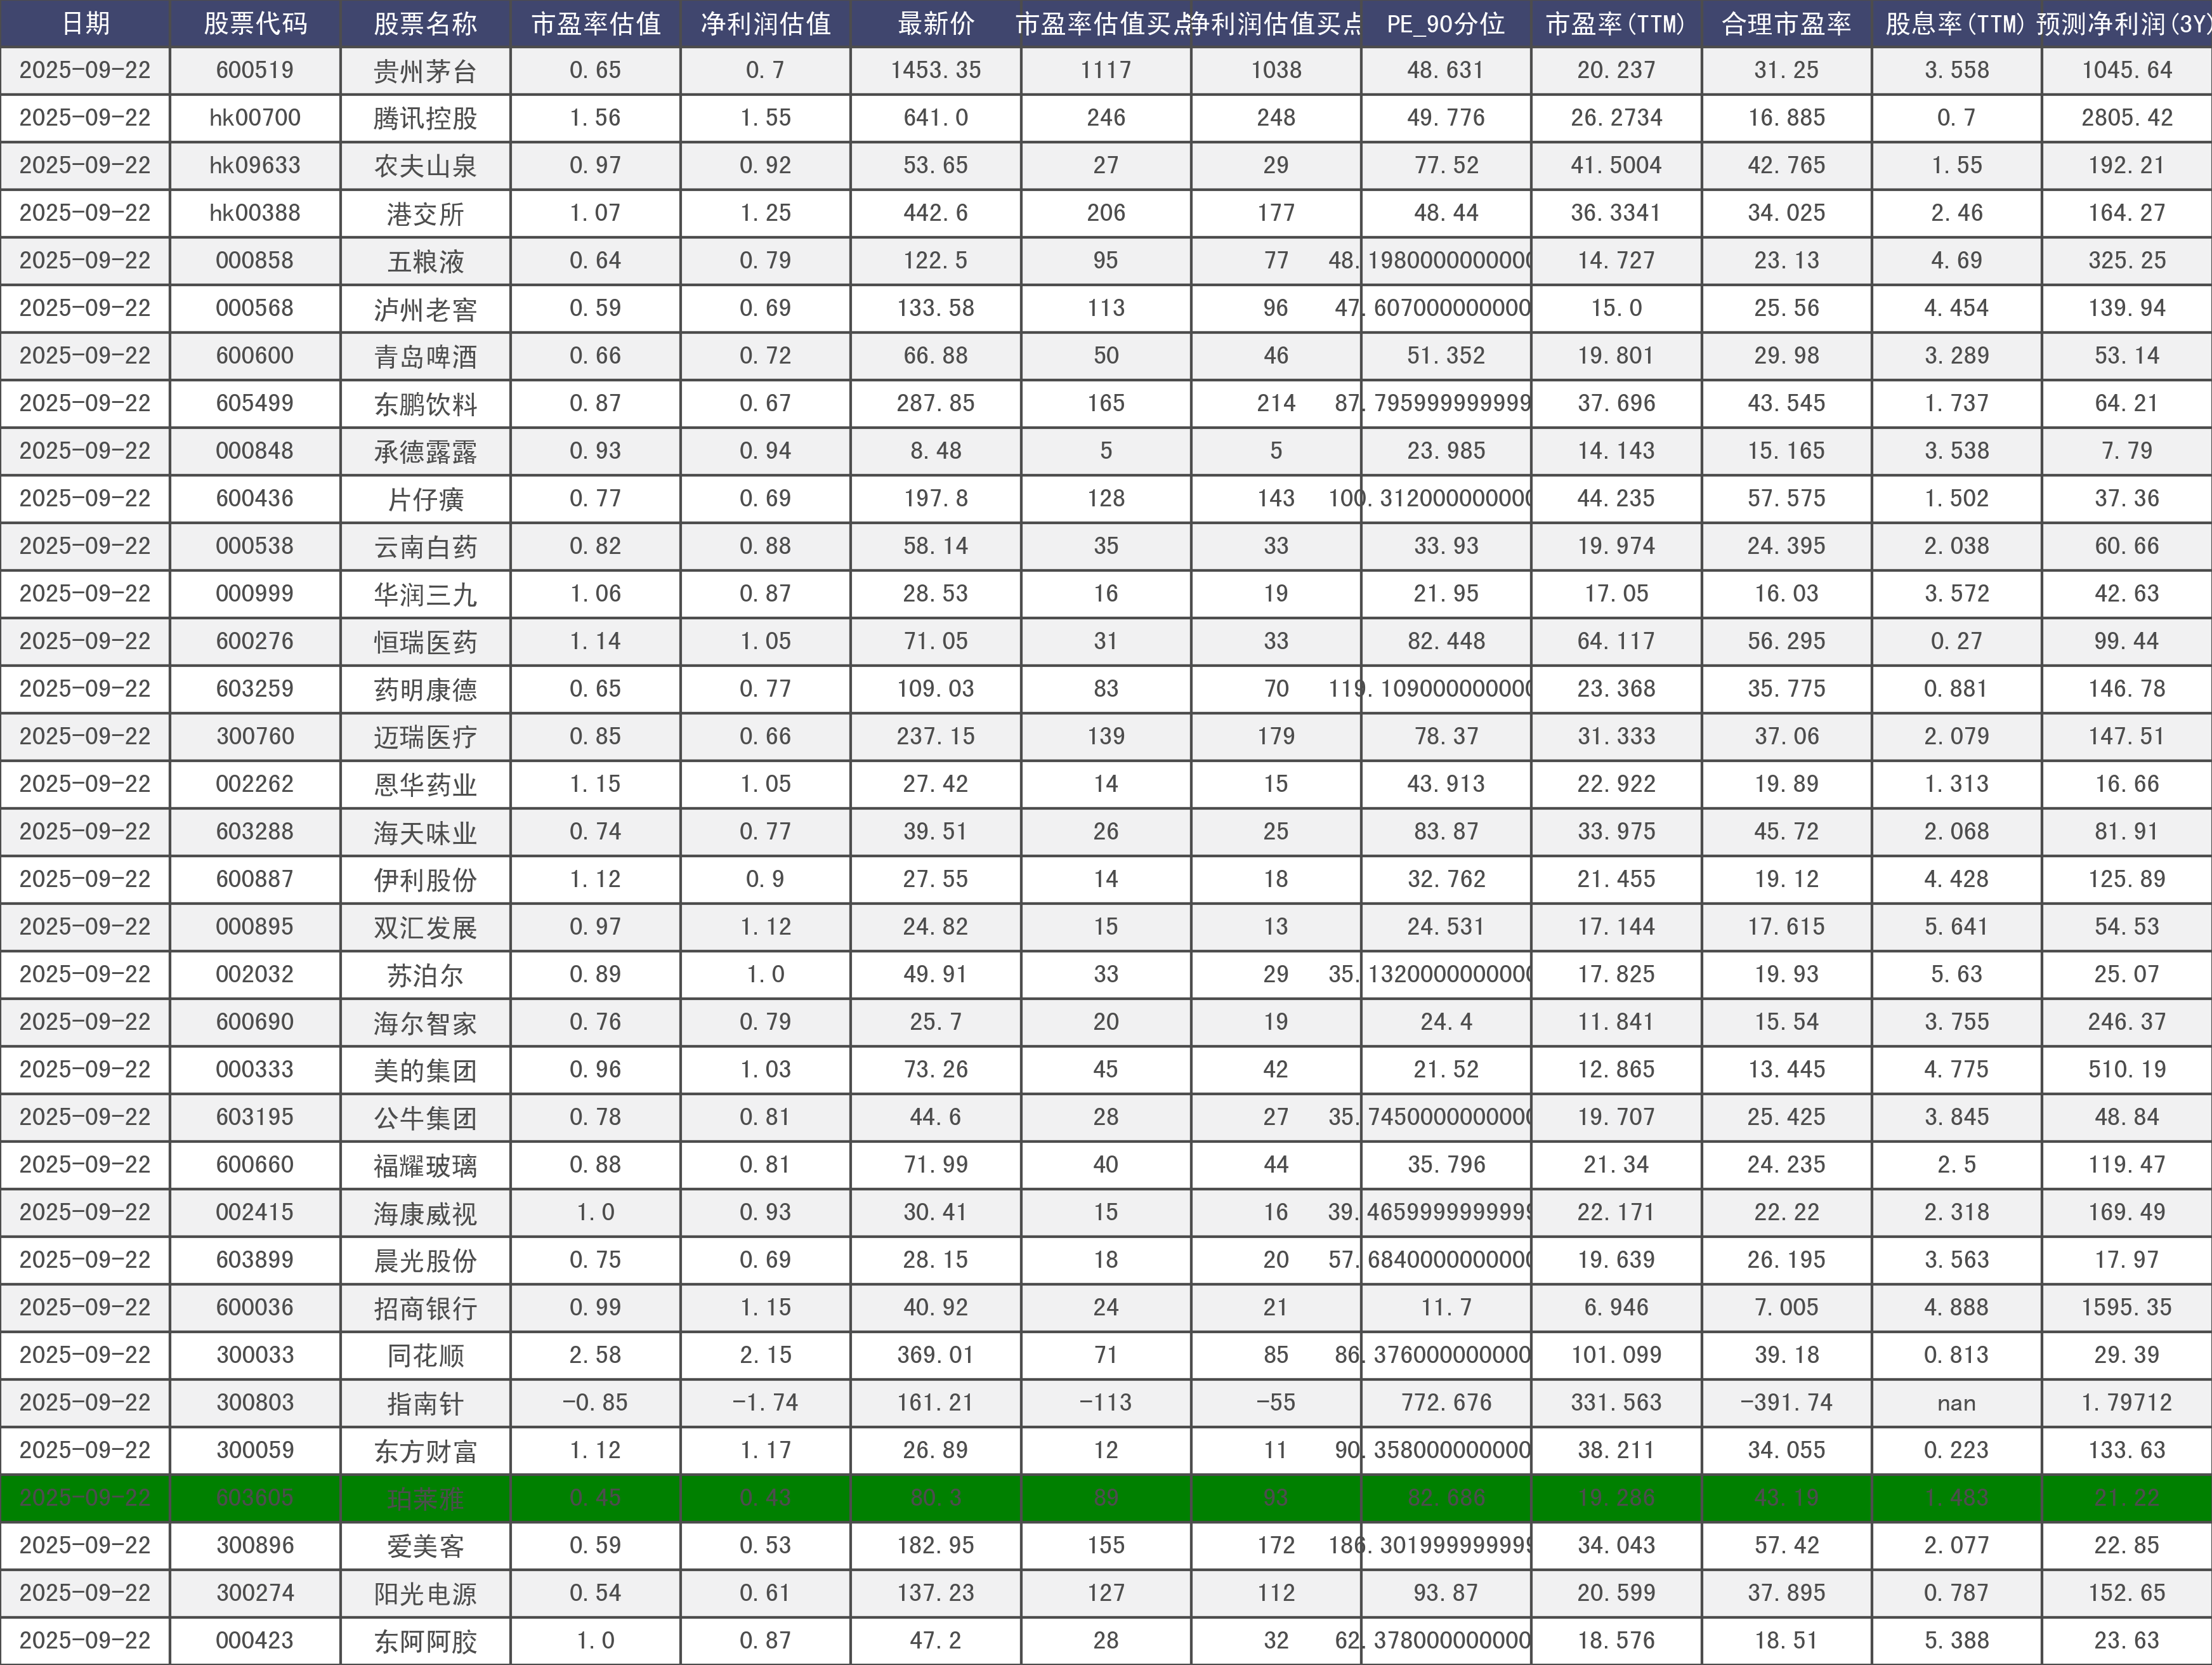 日期 股票代码 股票名称 市盈率估值 净利润估值 最新价 市盈率估值买点 净利润估值买点 PE_90分位 市盈率(TTM) 合理市盈率 股息率(TTM) 预测净利润(3Y)
2025-09-22 600519 贵州茅台 0.65 0.7 1453.35 1117 1038 48.631 20.237 31.25 3.558 1045.64
2025-09-22 hk00700 腾讯控股 1.56 1.55 641.0 246 248 49.776 26.2734 16.885 0.7 2805.42
2025-09-22 hk09633 农夫山泉 0.97 0.92 53.65 27 29 77.52 41.5004 42.765 1.55 192.21
2025-09-22 hk00388 港交所 1.07 1.25 442.6 206 177 48.44 36.3341 34.025 2.46 164.27
2025-09-22 000858 五粮液 0.64 0.79 122.5 95 77 48.1980000000000 14.727 23.13 4.69 325.25
2025-09-22 000568 泸州老窖 0.59 0.69 133.58 113 96 47.607000000000 15.0 25.56 4.454 139.94
2025-09-22 600600 青岛啤酒 0.66 0.72 66.88 50 46 51.352 19.801 29.98 3.289 53.14
2025-09-22 605499 东鹏饮料 0.87 0.67 287.85 165 214 87.795999999999 37.696 43.545 1.737 64.21
2025-09-22 000848 承德露露 0.93 0.94 8.48 5 5 23.985 14.143 15.165 3.538 7.79
2025-09-22 600436 片仔癀 0.77 0.69 197.8 128 143 100.312000000000 44.235 57.575 1.502 37.36
2025-09-22 000538 云南白药 0.82 0.88 58.14 35 33 33.93 19.974 24.395 2.038 60.66
2025-09-22 000999 华润三九 1.06 0.87 28.53 16 19 21.95 17.05 16.03 3.572 42.63
2025-09-22 600276 恒瑞医药 1.14 1.05 71.05 31 33 82.448 64.117 56.295 0.27 99.44
2025-09-22 603259 药明康德 0.65 0.77 109.03 83 70 119.109000000000 23.368 35.775 0.881 146.78
2025-09-22 300760 迈瑞医疗 0.85 0.66 237.15 139 179 78.37 31.333 37.06 2.079 147.51
2025-09-22 002262 恩华药业 1.15 1.05 27.42 14 15 43.913 22.922 19.89 1.313 16.66
2025-09-22 603288 海天味业 0.74 0.77 39.51 26 25 83.87 33.975 45.72 2.068 81.91
2025-09-22 600887 伊利股份 1.12 0.9 27.55 14 18 32.762 21.455 19.12 4.428 125.89
2025-09-22 000895 双汇发展 0.97 1.12 24.82 15 13 24.531 17.144 17.615 5.641 54.53
2025-09-22 002032 苏泊尔 0.89 1.0 49.91 33 29 35.1320000000000 17.825 19.93 5.63 25.07
2025-09-22 600690 海尔智家 0.76 0.79 25.7 20 19 24.4 11.841 15.54 3.755 246.37
2025-09-22 000333 美的集团 0.96 1.03 73.26 45 42 21.52 12.865 13.445 4.775 510.19
2025-09-22 603195 公牛集团 0.78 0.81 44.6 28 27 35.7450000000000 19.707 25.425 3.845 48.84
2025-09-22 600660 福耀玻璃 0.88 0.81 71.99 40 44 35.796 21.34 24.235 2.5 119.47
2025-09-22 002415 海康威视 1.0 0.93 30.41 15 16 39.4659999999999 22.171 22.22 2.318 169.49
2025-09-22 603899 晨光股份 0.75 0.69 28.15 18 20 57.6840000000000 19.639 26.195 3.563 17.97
2025-09-22 600036 招商银行 0.99 1.15 40.92 24 21 11.7 6.946 7.005 4.888 1595.35
2025-09-22 300033 同花顺 2.58 2.15 369.01 71 85 86.376000000000 101.099 39.18 0.813 29.39
2025-09-22 300803 指南针 -0.85 -1.74 161.21 -113 -55 772.676 331.563 -391.74 nan 1.79712
2025-09-22 300059 东方财富 1.12 1.17 26.89 12 11 90.358000000000 38.211 34.055 0.223 133.63
2025-09-22 603605 珀莱雅 0.45 0.43 80.3 89 93 82.686 19.286 43.19 1.483 21.22
2025-09-22 300896 爱美客 0.59 0.53 182.95 155 172 186.301999999999 34.043 57.42 2.077 22.85
2025-09-22 300274 阳光电源 0.54 0.61 137.23 127 112 93.87 20.599 37.895 0.787 152.65
2025-09-22 000423 东阿阿胶 1.0 0.87 47.2 28 32 62.378000000000 18.576 18.51 5.388 23.63